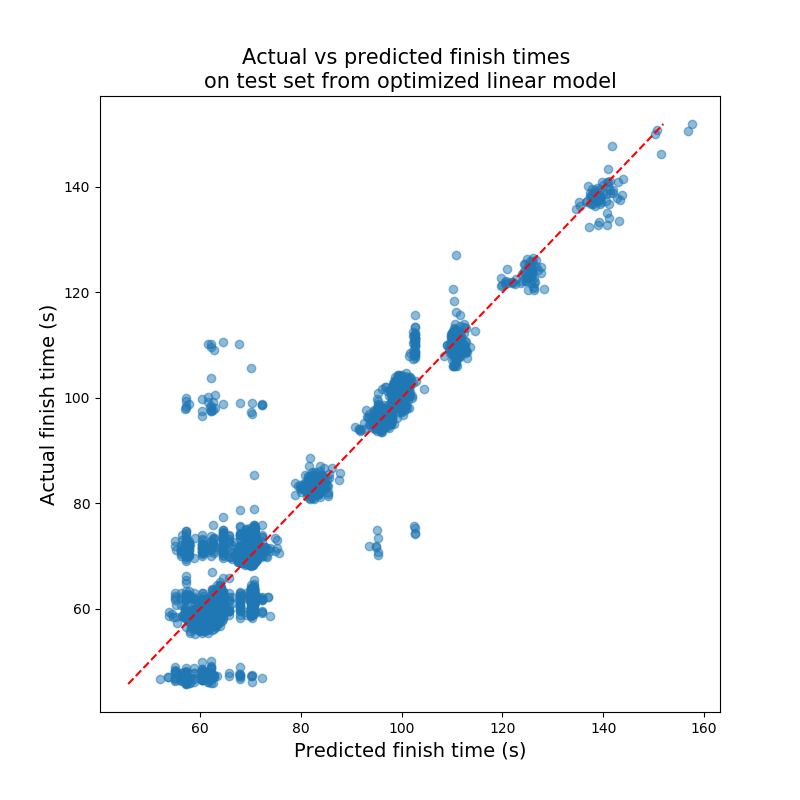 Actual vs predicted finish times
on test set from optimized linear model
Actual finish time (s)
140
120
100
80
60
60 80 100 120 140 160
Predicted finish time (s)